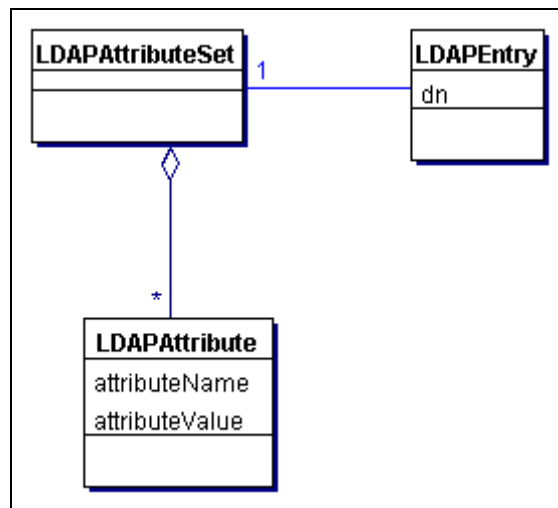 LDAPAttributeSet
1
LDAPEntry
dn
*
LDAPAttribute
attributeName
attributeValue